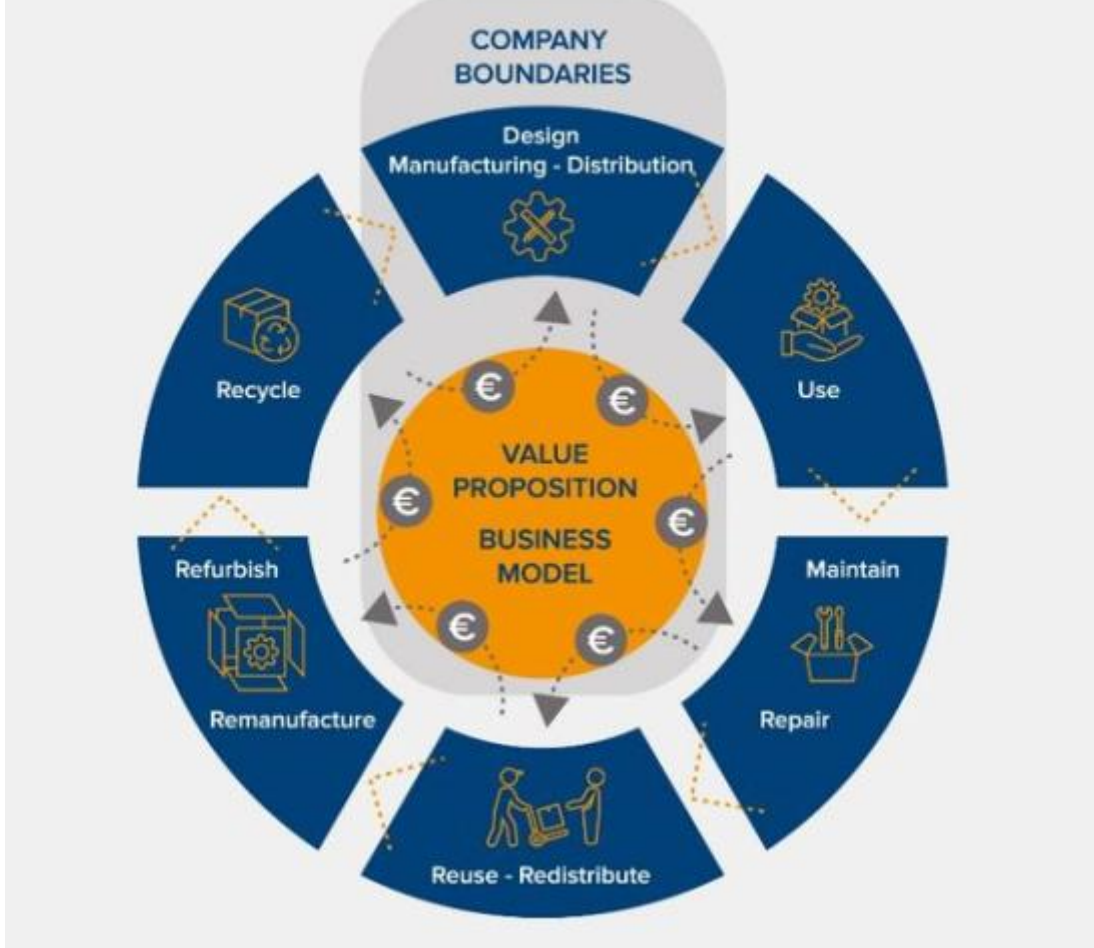 COMPANY
BOUNDARIES
Design
Manufacturing - Distribution
Use
Maintain
Repair
Reuse - Redistribute
Remanufacture
Refurbish
Recycle
VALUE
PROPOSITION
BUSINESS
MODEL
€
€
€
€
€
€